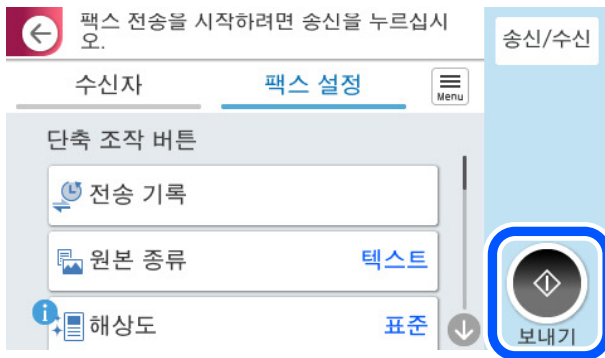 팩스 전송을 시작하려면 송신을 누르십시
오.
송신/수신
수신자
팩스 설정
Menu
단축 조작 버튼
전송 기록
원본 종류
텍스트
해상도
표준
보내기